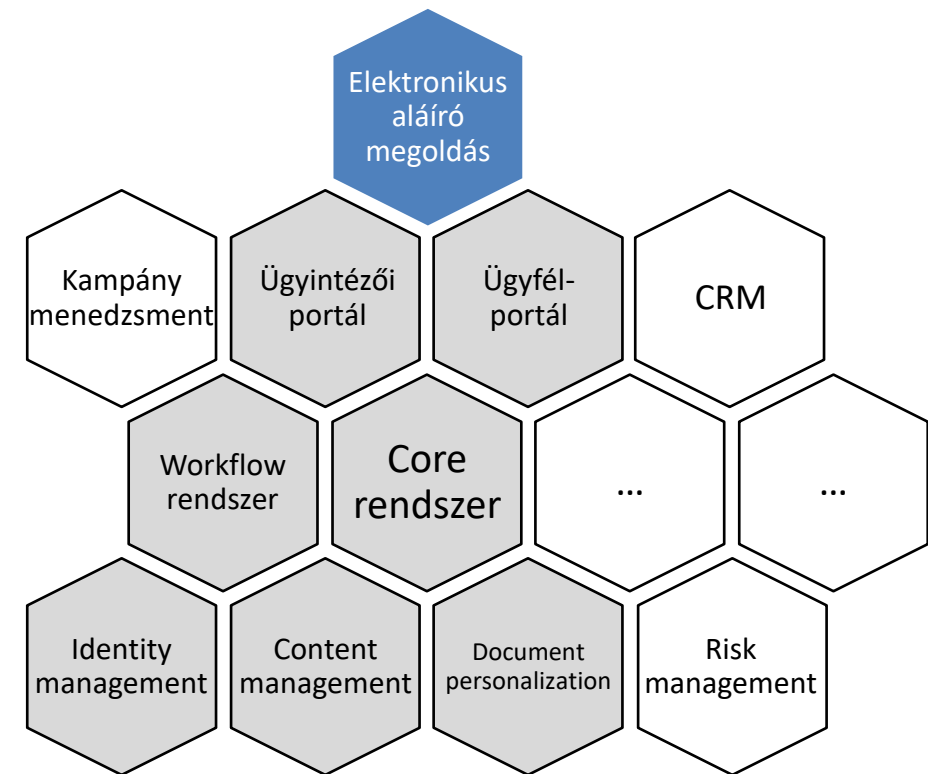 Elektronikus
aláíró
megoldás
Kampány
menedzsment
Ügyintézői
portál
Ügyfél-
portál
CRM
Workflow
rendszer
Core
rendszer
...
...
Identity
management
Content
management
Document
personalization
Risk
management